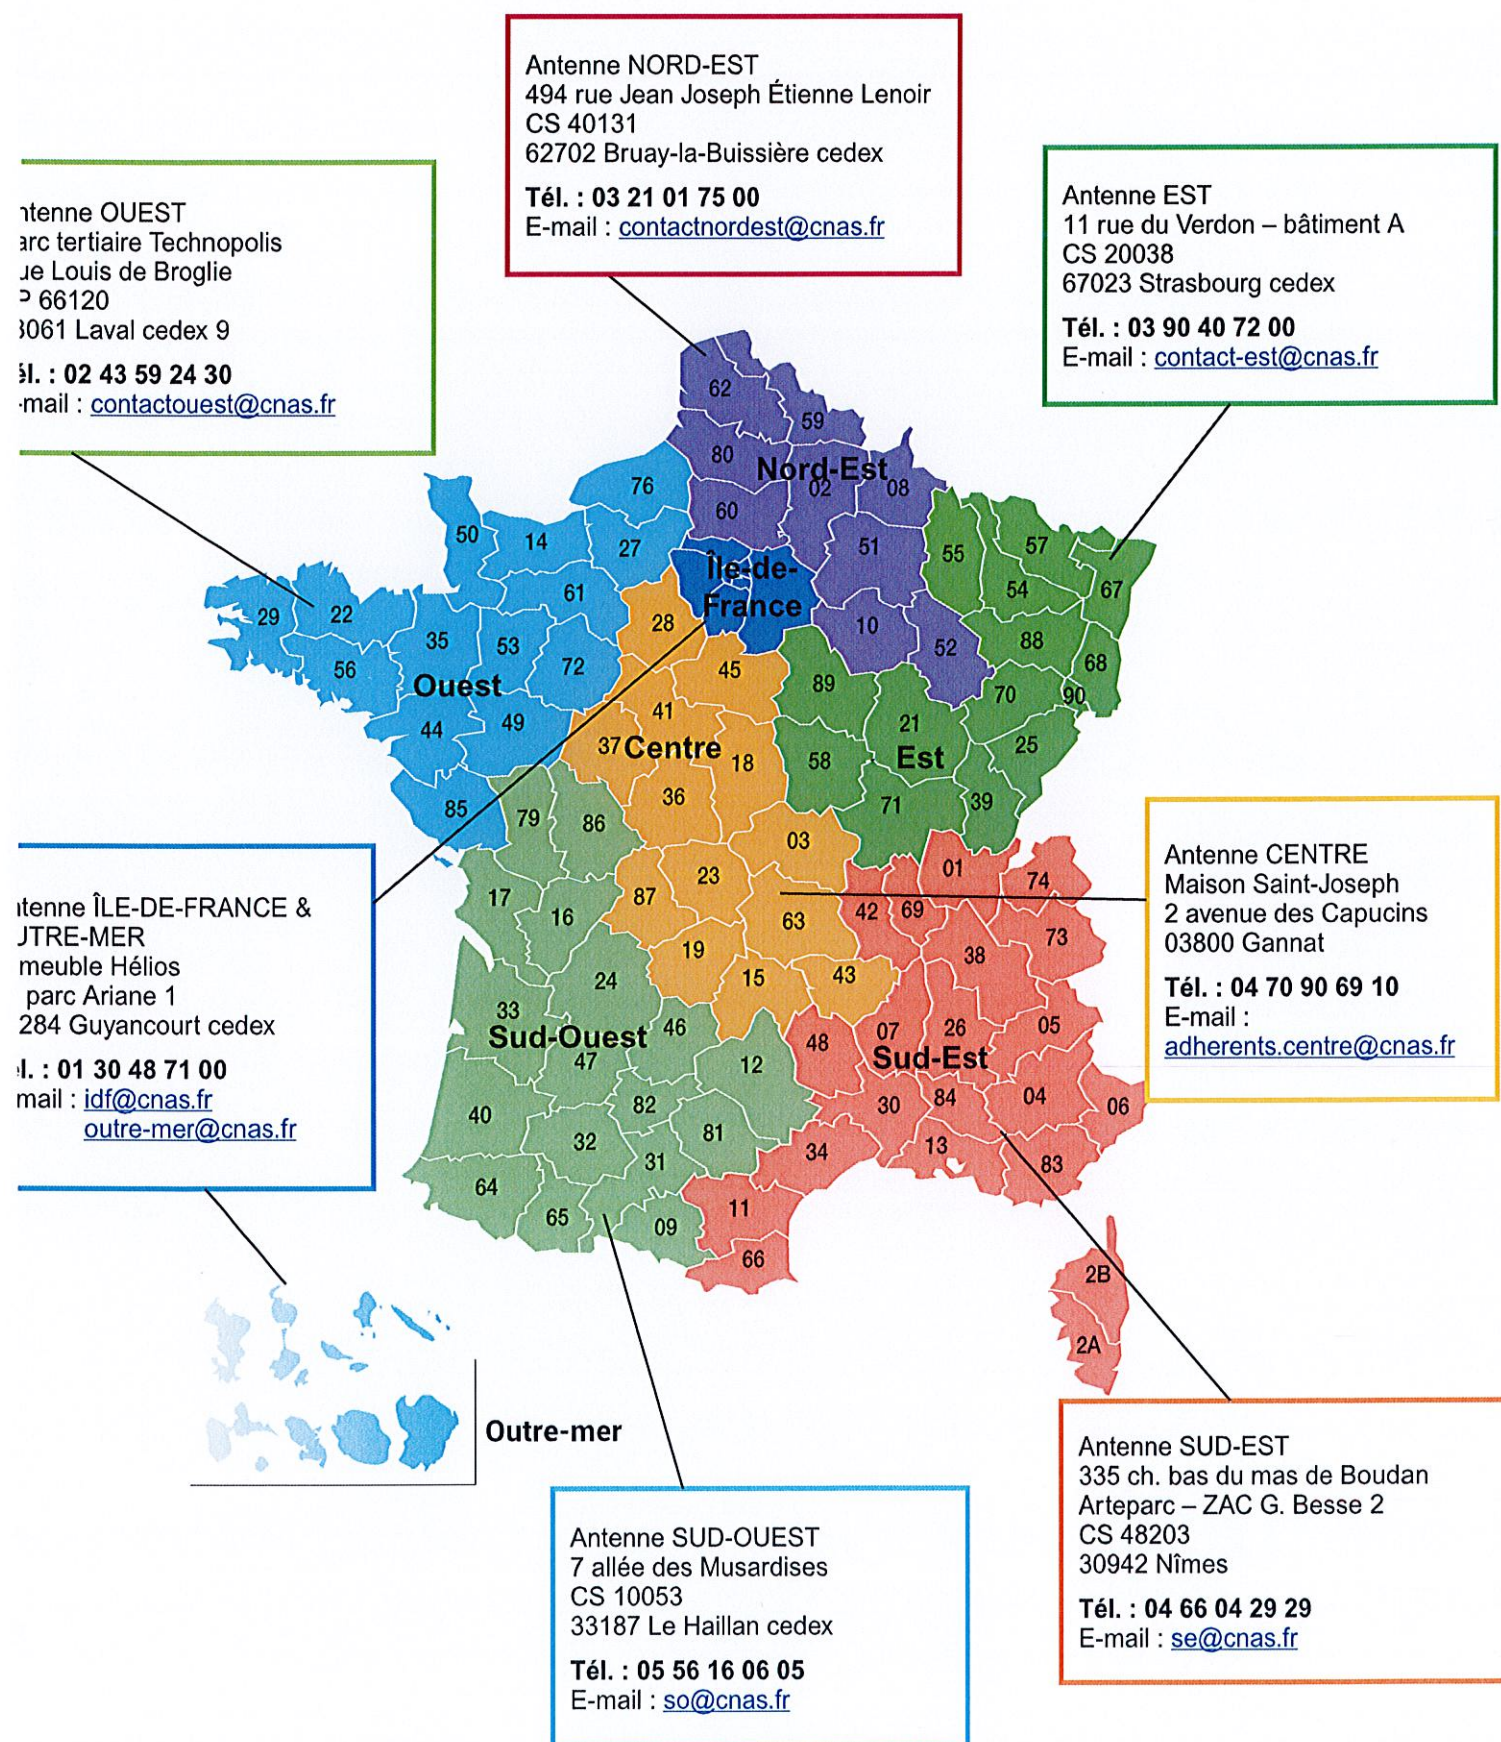 Antenne NORD-EST
494 rue Jean Joseph Étienne Lenoir
CS 40131
62702 Bruay-la-Buissière cedex
Tél. : 03 21 01 75 00
E-mail : contactnordest@cnas.fr
Antenne EST
11 rue du Verdon – bâtiment A
CS 20038
67023 Strasbourg cedex
Tél. : 03 90 40 72 00
E-mail : contact-est@cnas.fr
ntenne OUEST
arc tertiaire Technopolis
ue Louis de Broglie
P 66120
3061 Laval cedex 9
él. : 02 43 59 24 30
-mail : contactouest@cnas.fr
62
59
80
Nord-Est
02
08
60
76
50
14
27
51
55
57
54
67
Île-de-
France
61
29
22
28
10
52
88
35
53
72
56
45
89
68
Ouest
70
90
44
49
41
21
25
37
Centre
18
58
Est
85
79
86
36
71
39
03
01
74
17
16
87
23
63
42
69
73
38
19
15
43
24
33
46
Sud-Ouest
47
12
48
07
26
05
Sud-Est
40
82
30
84
04
06
32
81
34
13
83
31
64
65
09
11
66
2B
2A
Antenne CENTRE
Maison Saint-Joseph
2 avenue des Capucins
03800 Gannat
Tél. : 04 70 90 69 10
E-mail :
adherents.centre@cnas.fr
ntenne ÎLE-DE-FRANCE &
UTRE-MER
meuble Hélios
parc Ariane 1
284 Guyancourt cedex
l. : 01 30 48 71 00
mail : idf@cnas.fr
outre-mer@cnas.fr
Outre-mer
Antenne SUD-EST
335 ch. bas du mas de Boudan
Arteparc – ZAC G. Besse 2
CS 48203
30942 Nîmes
Tél. : 04 66 04 29 29
E-mail : se@cnas.fr
Antenne SUD-OUEST
7 allée des Musardises
CS 10053
33187 Le Haillan cedex
Tél. : 05 56 16 06 05
E-mail : so@cnas.fr